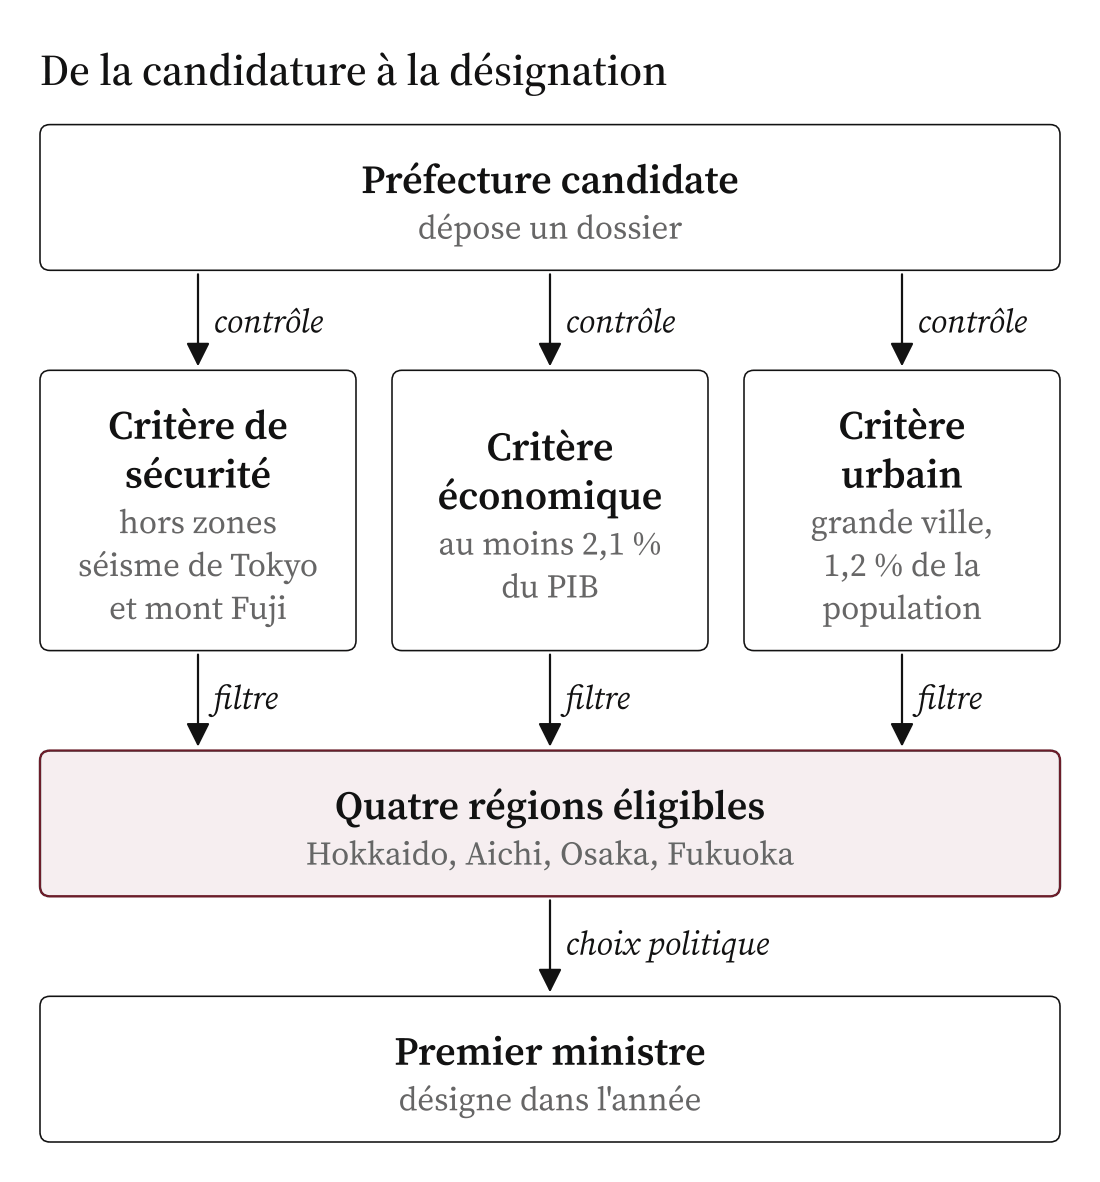 De la candidature à la désignation
Préfecture candidate
dépose un dossier
contrôle
contrôle
contrôle
Critère de
sécurité
hors zones
séisme de Tokyo
et mont Fuji
Critère
économique
au moins 2,1 %
du PIB
Critère
urbain
grande ville,
1,2 % de la
population
filtre
filtre
filtre
Quatre régions éligibles
Hokkaido, Aichi, Osaka, Fukuoka
choix politique
Premier ministre
désigne dans l'année